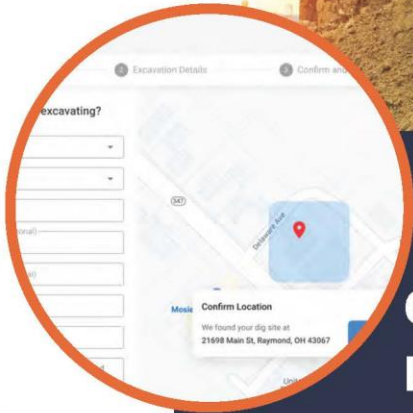 Excavation Details
3 Confirm and
excavating?
347
Delaware Ave
Confirm Location
We found your dig site at
21698 Main St, Raymond, OH 43067